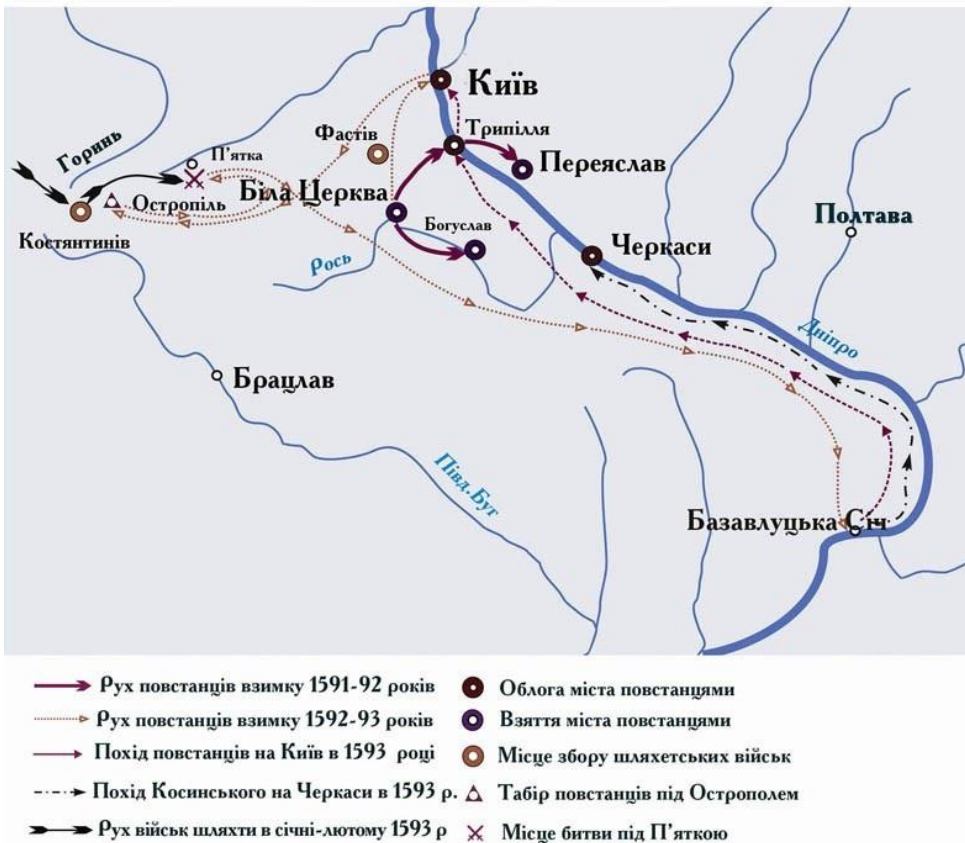 Київ
Фастів
Трипілля
Горинь
П'ятка
Переяслав
Біла Церква
Остропіль
Костянтинів
Богуслав
Полтава
Черкаси
Рось
Дніпро
Брацлав
Півд.Буг
Базавлуцька Січ
Рух повстанців взимку 1591-92 років
Облога міста повстанцями
Рух повстанців взимку 1592-93 років
Взяття міста повстанцями
Похід повстанців на Київ в 1593 році
Місце збору шляхетських військ
Похід Косинського на Черкаси в 1593 р.
Табір повстанців під Острополем
Рух військ шляхти в січні-лютому 1593 р
Місце битви під П'яткою